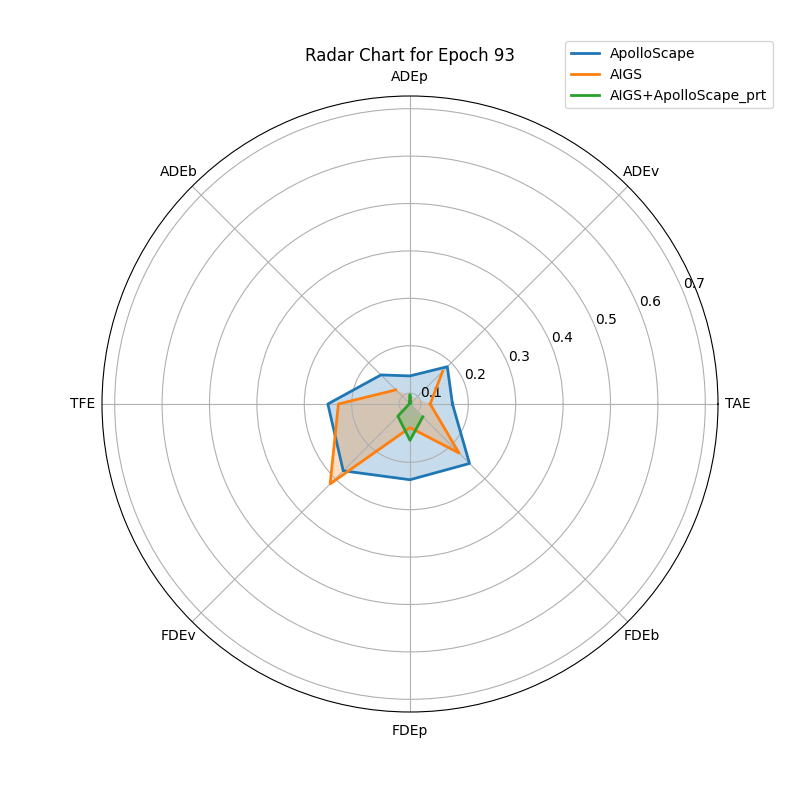 Radar Chart for Epoch 93
ApolloScape
AIGS
AIGS+ApolloScape_prt
ADEp
ADEb
ADEv
0.7
0.6
0.5
0.4
0.3
0.2
0.1
TFE
TAE
FDEv
FDEb
FDEp